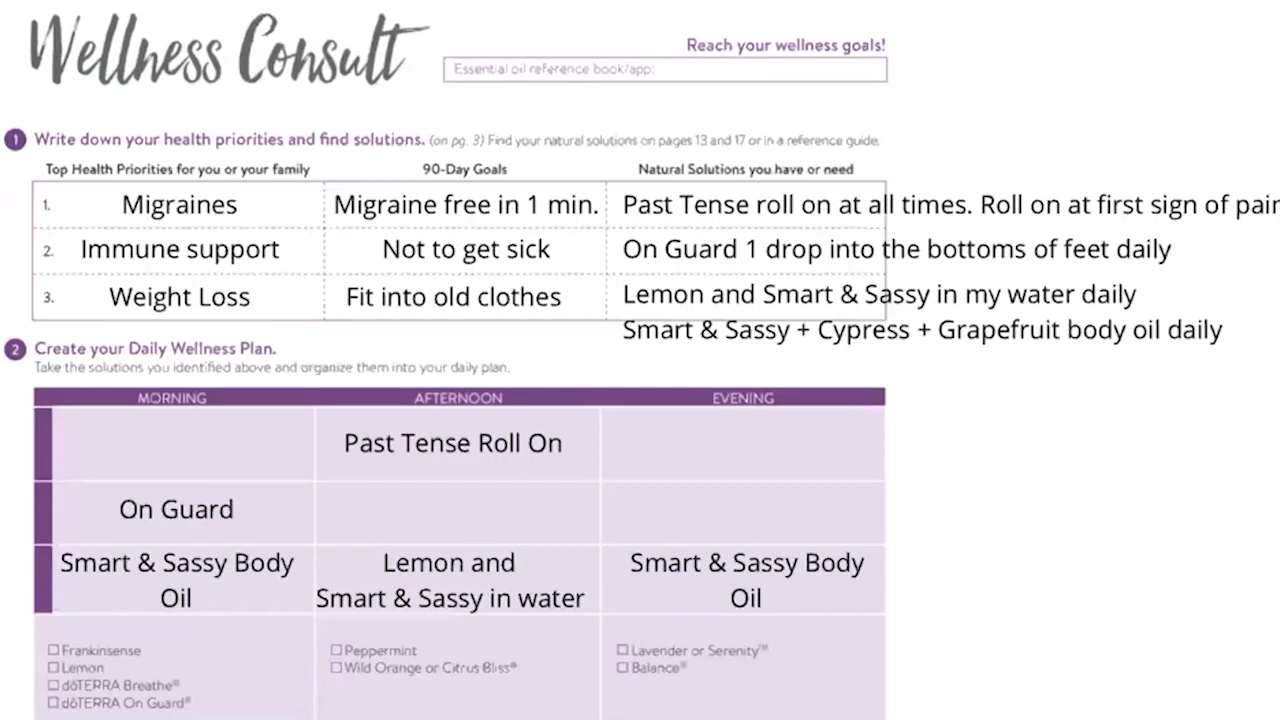 Wellness Consult
Reach your wellness goals!
Essential oil reference book/app:
1 Write down your health priorities and find solutions. (on pg. 3) Find your natural solutions on pages 13 and 17 or in a reference guide.
Top Health Priorities for you or your family 90-Day Goals Natural Solutions you have or need
1. Migraines Migraine free in 1 min. Past Tense roll on at all times. Roll on at first sign of
2. Immune support Not to get sick On Guard 1 drop into the bottoms of feet daily
3. Weight Loss Fit into old clothes Lemon and Smart & Sassy in my water daily
Smart & Sassy + Cypress + Grapefruit body oil daily
2 Create your Daily Wellness Plan.
Take the solutions you identified above and organize them into your daily plan.
MORNING AFTERNOON EVENING
Past Tense Roll On
On Guard
Smart & Sassy Body Lemon and Smart & Sassy Body
Oil Smart & Sassy in water Oil
☐ Frankinsense ☐ Peppermint ☐ Lavender or Serenity™
☐ Lemon ☐ Wild Orange or Citrus Bliss® ☐ Balance®
☐ dōTERRA Breathe®
☐ dōTERRA On Guard®